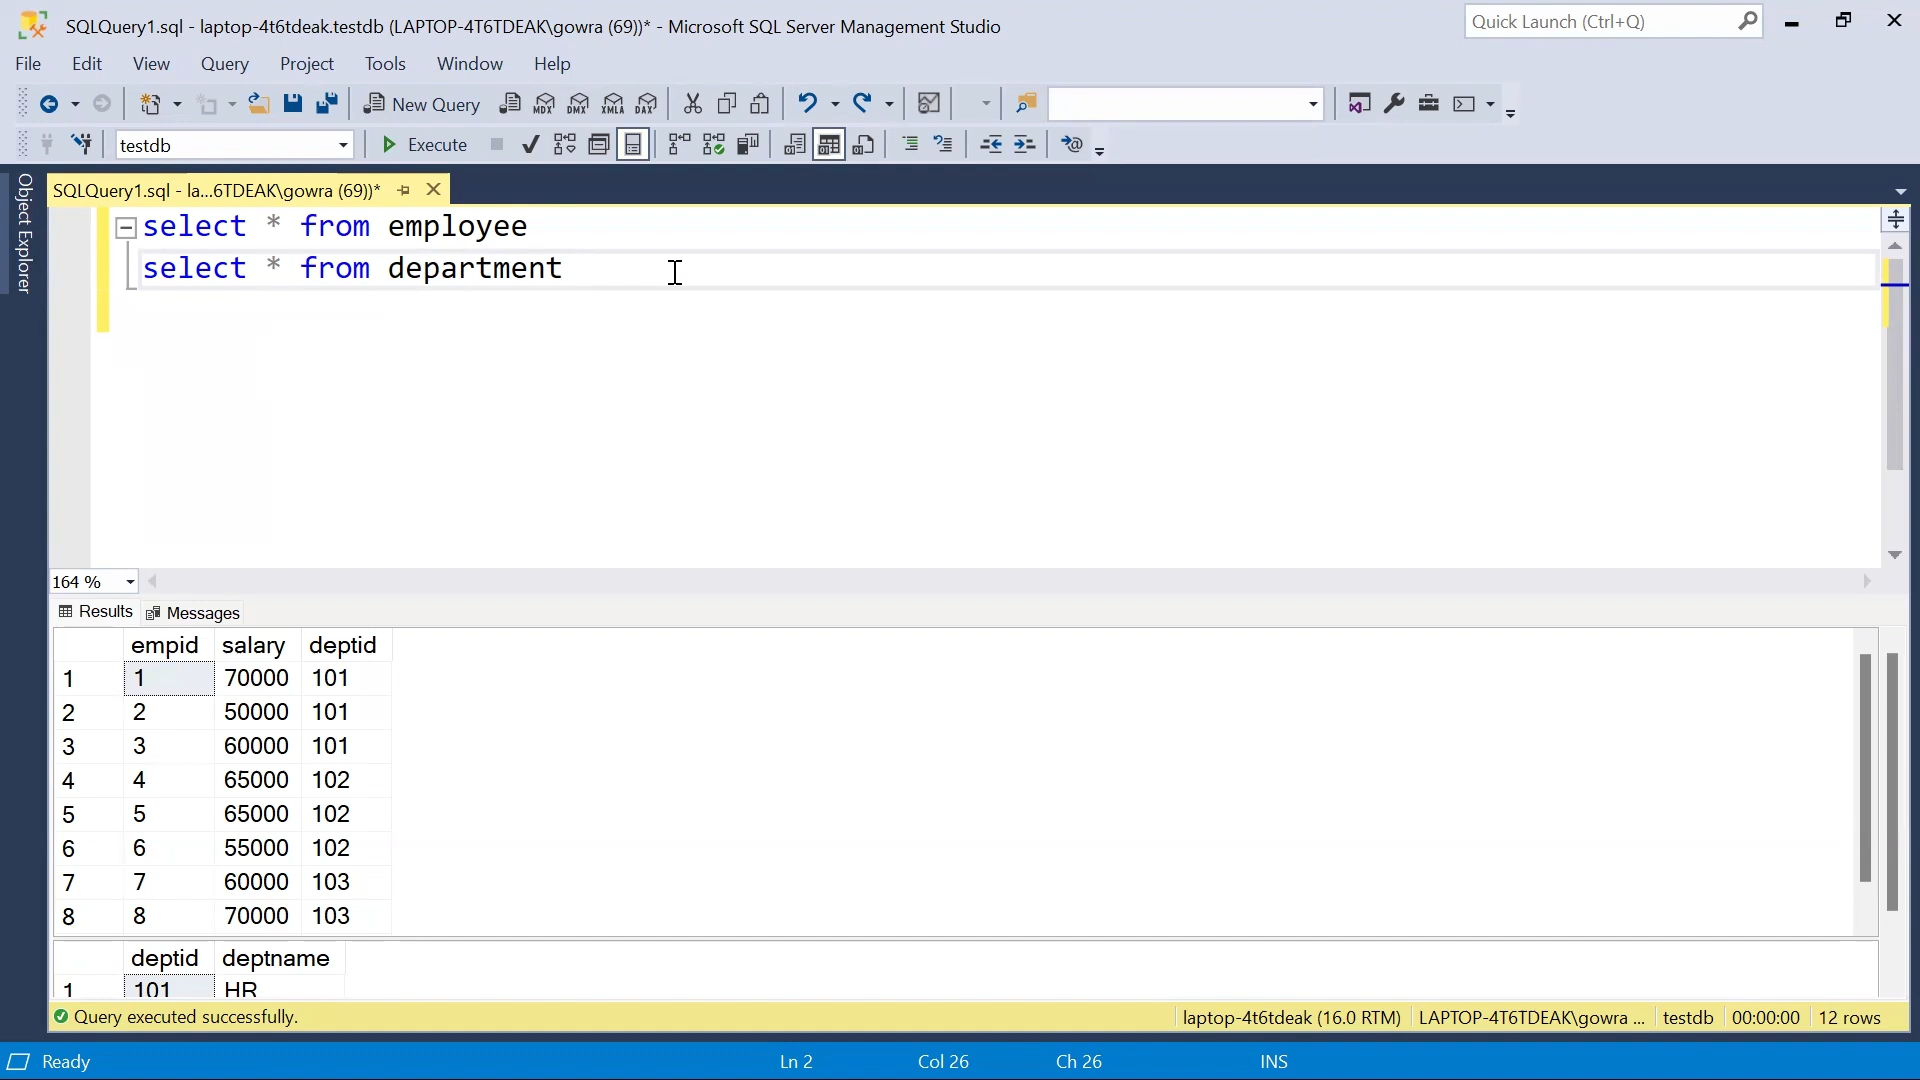 SQLQuery1.sql - laptop-4t6tdeak.testdb (LAPTOP-4T6TDEAK\gowra (69))* - Microsoft SQL Server Management Studio
Quick Launch (Ctrl+Q)
File Edit View Query Project Tools Window Help
New Query MDX DMX XMLA DAX
testdb Execute
Object Explorer
SQLQuery1.sql - la...6TDEAK\gowra (69))*
select * from employee
select * from department
164 %
Results Messages
empid salary deptid
1 1 70000 101
2 2 50000 101
3 3 60000 101
4 4 65000 102
5 5 65000 102
6 6 55000 102
7 7 60000 103
8 8 70000 103
deptid deptname
1 101 HR
Query executed successfully. laptop-4t6tdeak (16.0 RTM) LAPTOP-4T6TDEAK\gowra ... testdb 00:00:00 12 rows
Ready Ln 2 Col 26 Ch 26 INS